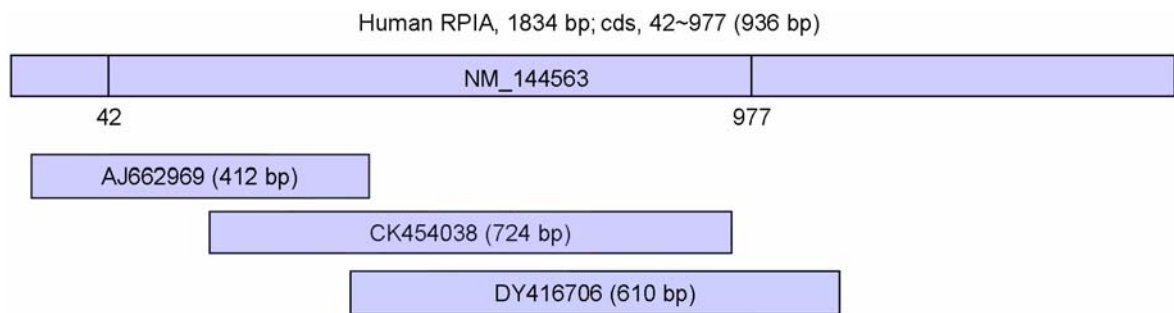 Human RPIA, 1834 bp; cds, 42~977 (936 bp)
NM_144563
42 977
AJ662969 (412 bp)
CK454038 (724 bp)
DY416706 (610 bp)